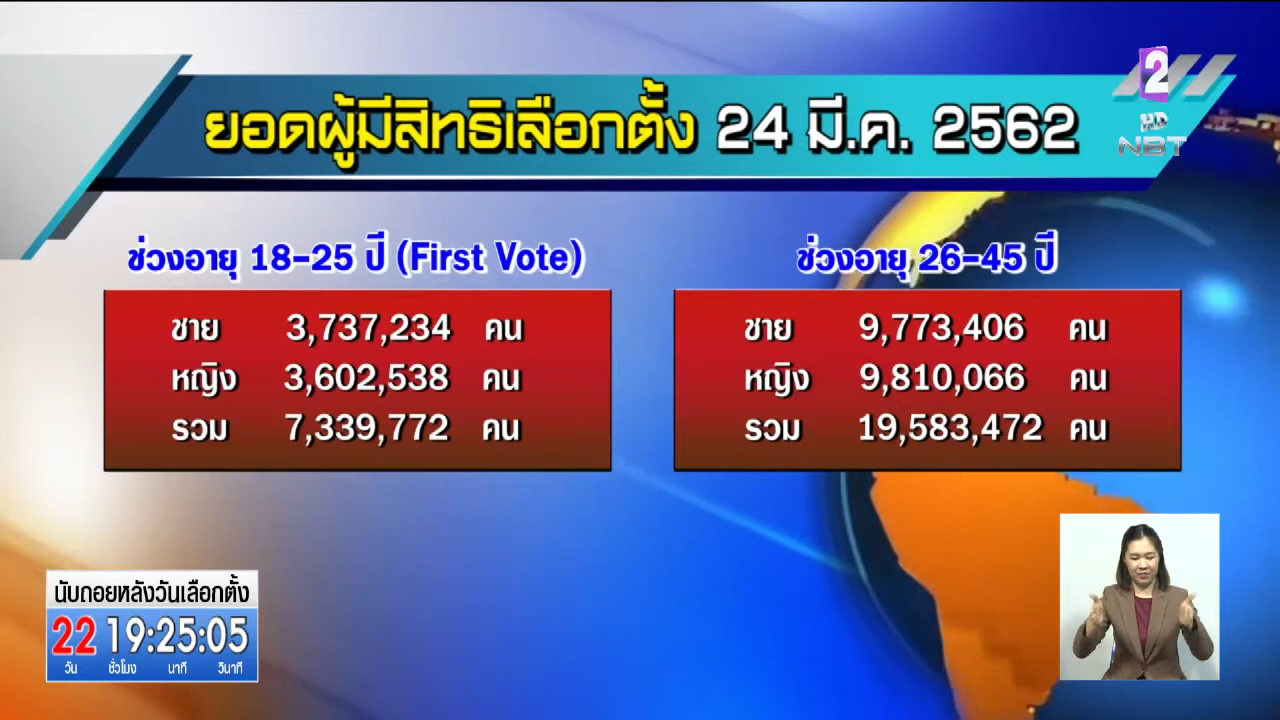 ยอดผู้มีสิทธิเลือกตั้ง 24 มี.ค. 2562
2
HD
NBT
ช่วงอายุ 18-25 ปี (First Vote)
ชาย 3,737,234 คน
หญิง 3,602,538 คน
รวม 7,339,772 คน
ช่วงอายุ 26-45 ปี
ชาย 9,773,406 คน
หญิง 9,810,066 คน
รวม 19,583,472 คน
นับถอยหลังวันเลือกตั้ง
22 19:25:05
วัน ชั่วโมง นาที วินาที